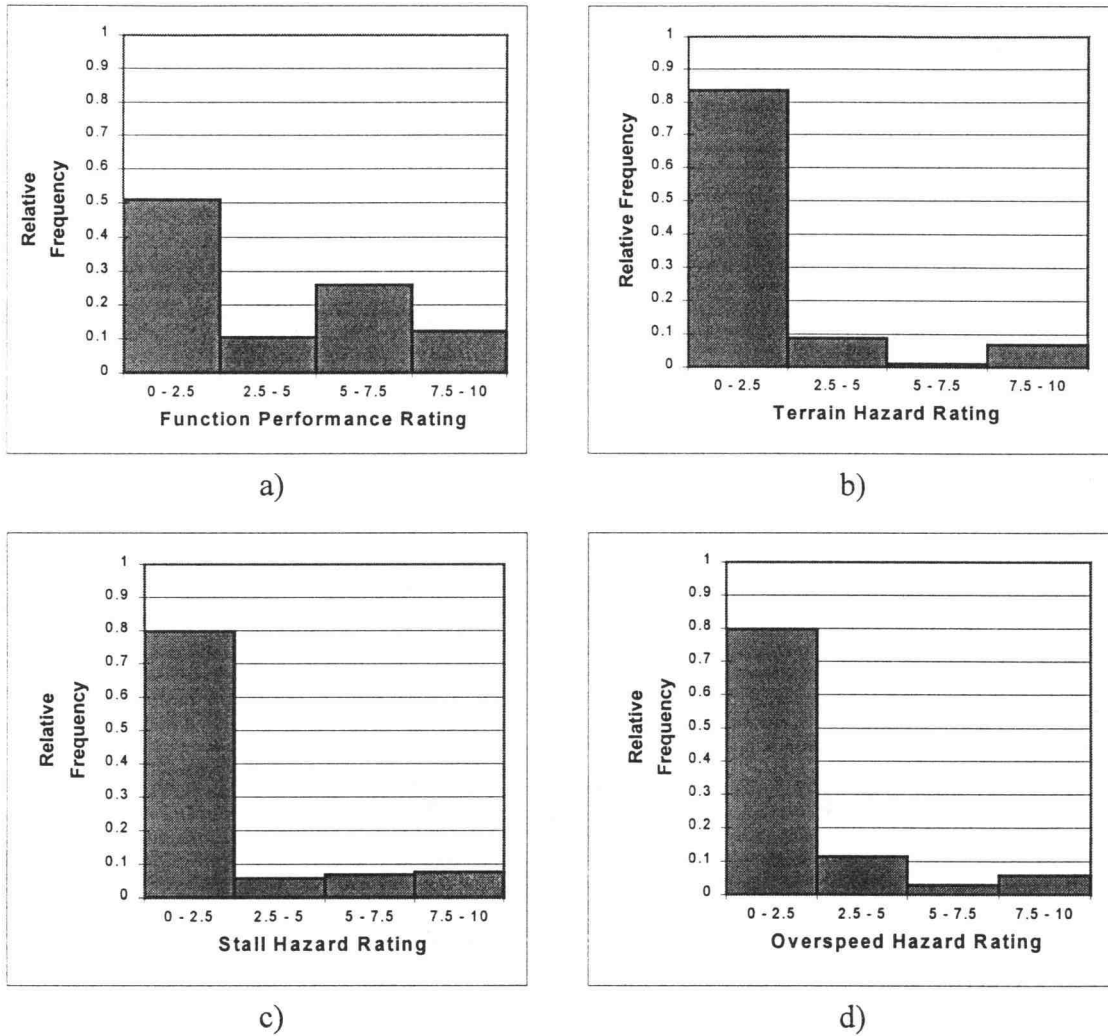 1
0.9
0.8
0.7
0.6
0.5
0.4
0.3
0.2
0.1
0
Relative
Frequency
0 - 2.5 2.5 - 5 5 - 7.5 7.5 - 10
Function Performance Rating
a)
1
0.9
0.8
0.7
0.6
0.5
0.4
0.3
0.2
0.1
0
Relative Frequency
0 - 2.5 2.5 - 5 5 - 7.5 7.5 - 10
Terrain Hazard Rating
b)
1
0.9
0.8
0.7
0.6
0.5
0.4
0.3
0.2
0.1
0
Relative
Frequency
0 - 2.5 2.5 - 5 5 - 7.5 7.5 - 10
Stall Hazard Rating
c)
1
0.9
0.8
0.7
0.6
0.5
0.4
0.3
0.2
0.1
0
Relative
Frequency
0 - 2.5 2.5 - 5 5 - 7.5 7.5 - 10
Overspeed Hazard Rating
d)